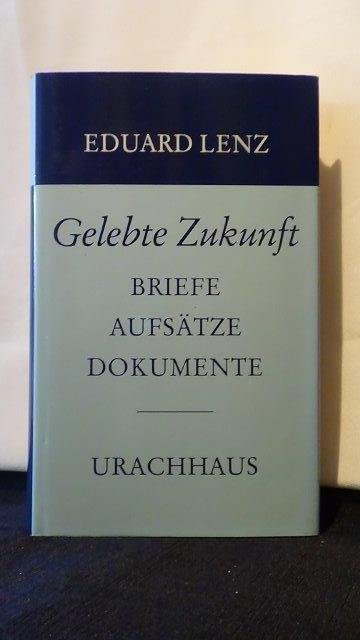 EDUARD LENZ
Gelebte Zukunft
BRIEFE
AUFSÄTZE
DOKUMENTE
URACHHAUS